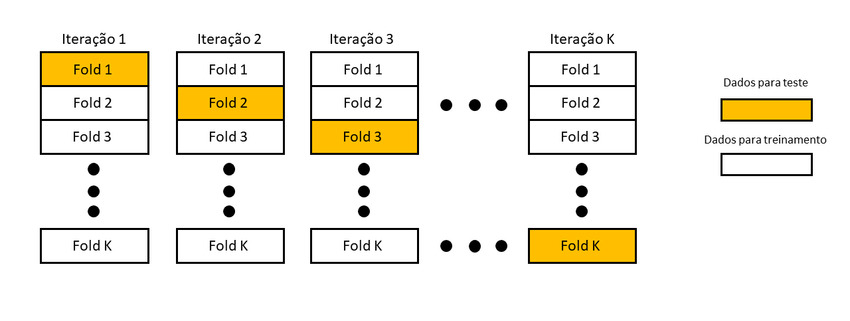 Iteração 1
Fold 1
Fold 2
Fold 3
Fold K
Iteração 2
Fold 1
Fold 2
Fold 3
Fold K
Iteração 3
Fold 1
Fold 2
Fold 3
Fold K
Iteração K
Fold 1
Fold 2
Fold 3
Fold K
Dados para teste
Dados para treinamento